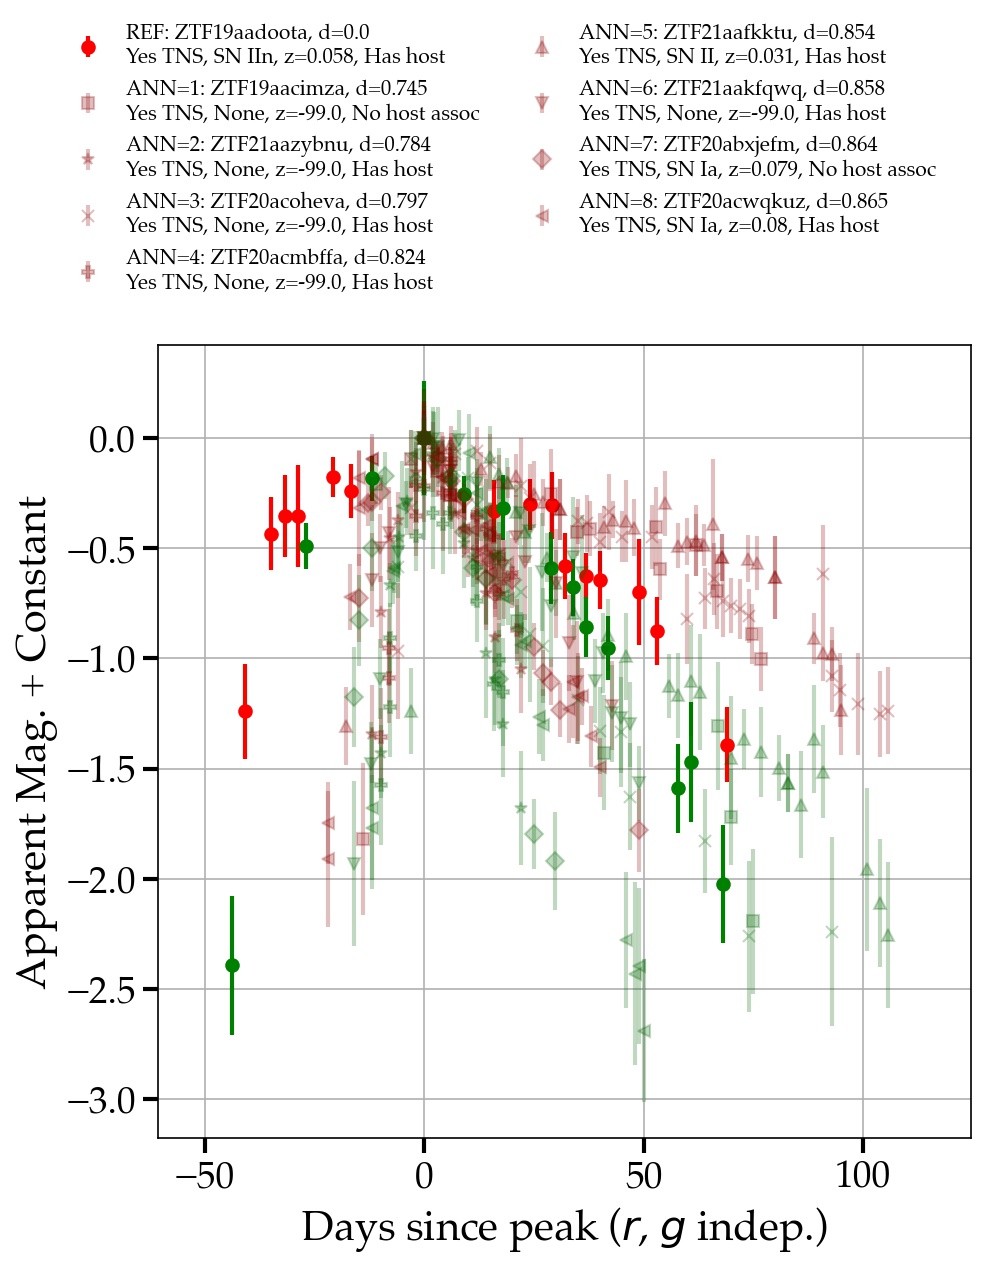 REF: ZTF19aadoota, d=0.0
Yes TNS, SN IIn, z=0.058, Has host
ANN=1: ZTF19aacimza, d=0.745
Yes TNS, None, z=-99.0, No host assoc
ANN=2: ZTF21aazybnu, d=0.784
Yes TNS, None, z=-99.0, Has host
ANN=3: ZTF20acoheva, d=0.797
Yes TNS, None, z=-99.0, Has host
ANN=4: ZTF20acmbffa, d=0.824
Yes TNS, None, z=-99.0, Has host
ANN=5: ZTF21aafkktu, d=0.854
Yes TNS, SN II, z=0.031, Has host
ANN=6: ZTF21aakfqwq, d=0.858
Yes TNS, None, z=-99.0, Has host
ANN=7: ZTF20abxjefm, d=0.864
Yes TNS, SN Ia, z=0.079, No host assoc
ANN=8: ZTF20acwqkuz, d=0.865
Yes TNS, SN Ia, z=0.08, Has host
Apparent Mag. + Constant
0.0
−0.5
−1.0
−1.5
−2.0
−2.5
−3.0
−50 0 50 100
Days since peak (r, g indep.)